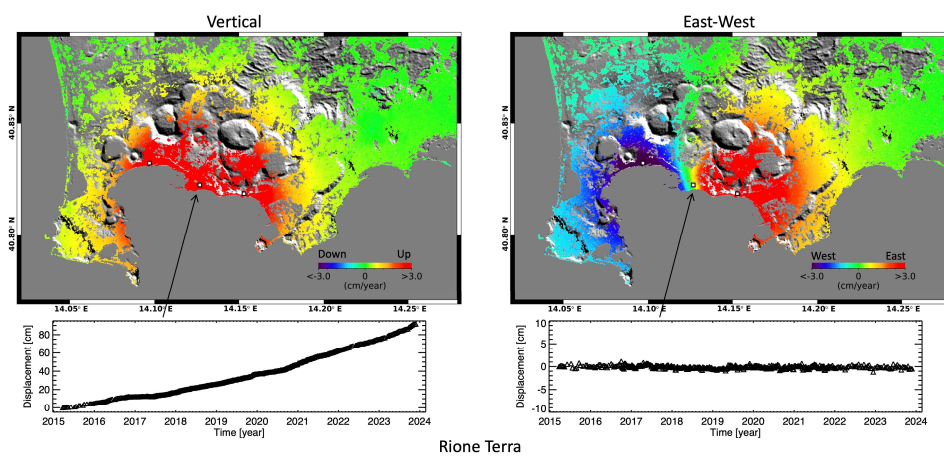 Vertical
East-West
40.85° N
40.80° N
Down Up
<-3.0 0 >3.0
(cm/year)
14.05° E 14.10° E 14.15° E 14.20° E 14.25° E
40.85° N
40.80° N
West East
<-3.0 0 >3.0
(cm/year)
14.05° E 14.10° E 14.15° E 14.20° E 14.25° E
Displacement [cm]
80
60
40
20
0
2015 2016 2017 2018 2019 2020 2021 2022 2023 2024
Time [year]
Displacement [cm]
10
5
0
-5
-10
2015 2016 2017 2018 2019 2020 2021 2022 2023 2024
Time [year]
Rione Terra